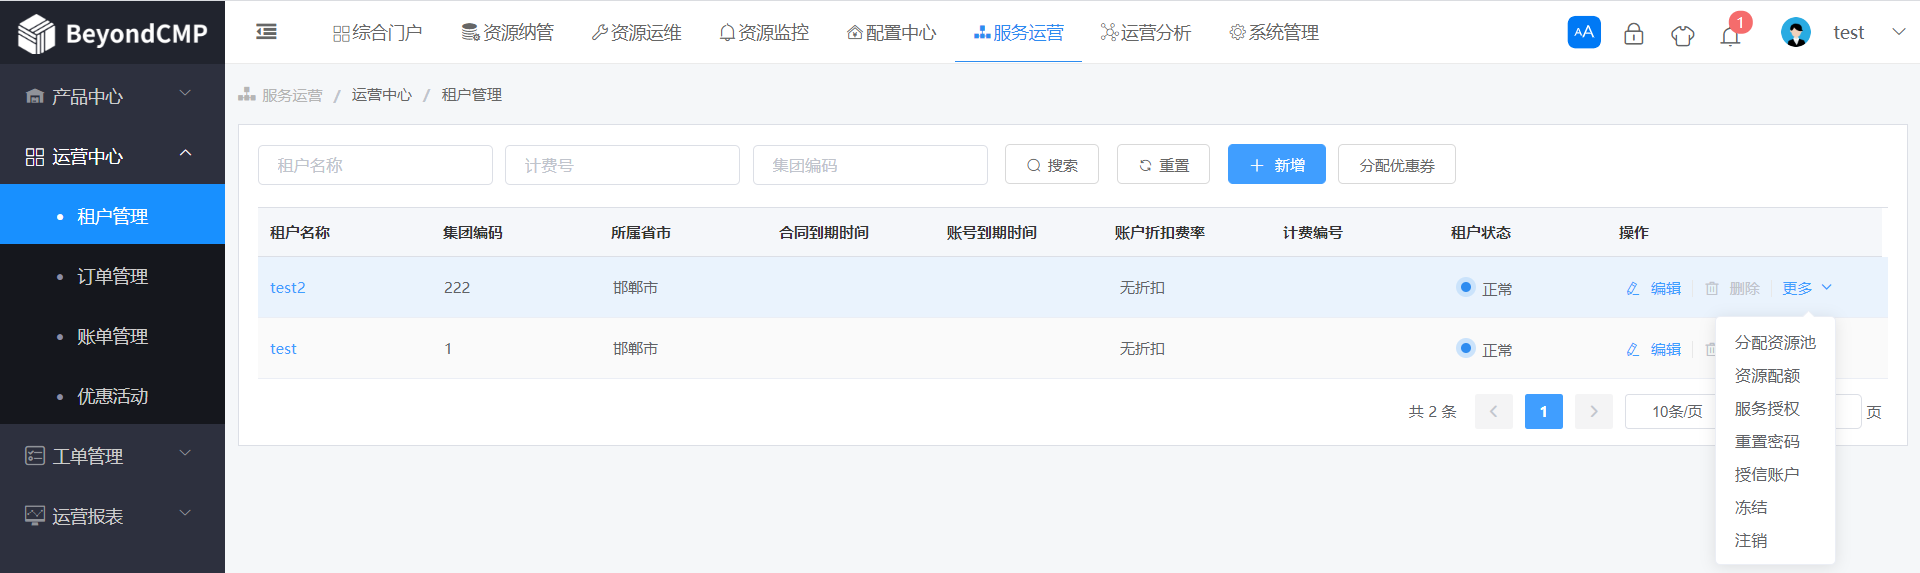 BeyondCMP
综合门户 资源纳管 资源运维 资源监控 配置中心 服务运营 运营分析 系统管理 AA 1 test
产品中心
运营中心
租户管理
订单管理
账单管理
优惠活动
工单管理
运营报表
服务运营 / 运营中心 / 租户管理
租户名称 计费号 集团编码 搜索 重置 新增 分配优惠券
租户名称 集团编码 所属省市 合同到期时间 账号到期时间 账户折扣费率 计费编号 租户状态 操作
test2 222 邯郸市 无折扣 正常 编辑 删除 更多
test 1 邯郸市 无折扣 正常 编辑
共 2 条 1 10条/页 页
分配资源池
资源配额
服务授权
重置密码
授信账户
冻结
注销